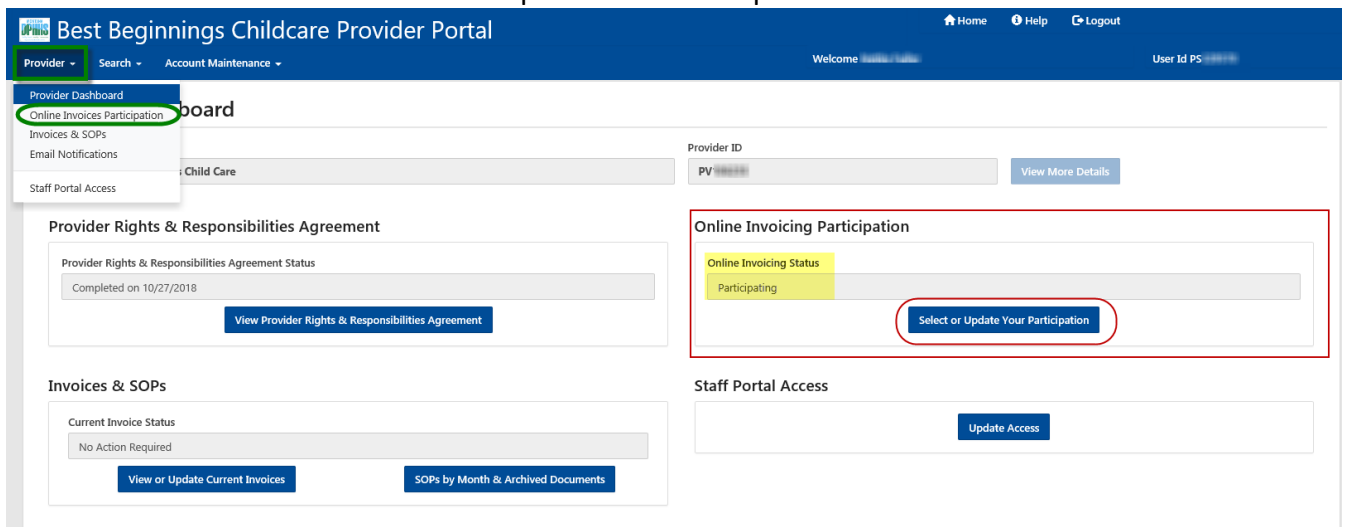 Best Beginnings Childcare Provider Portal
Home Help Logout
Provider Search Account Maintenance
Welcome
User Id PS
Provider Dashboard
Online Invoices Participation
Invoices & SOPs
Email Notifications
Staff Portal Access
board
Child Care
Provider ID
PV
View More Details
Provider Rights & Responsibilities Agreement
Provider Rights & Responsibilities Agreement Status
Completed on 10/27/2018
View Provider Rights & Responsibilities Agreement
Online Invoicing Participation
Online Invoicing Status
Participating
Select or Update Your Participation
Invoices & SOPs
Current Invoice Status
No Action Required
View or Update Current Invoices
SOPs by Month & Archived Documents
Staff Portal Access
Update Access